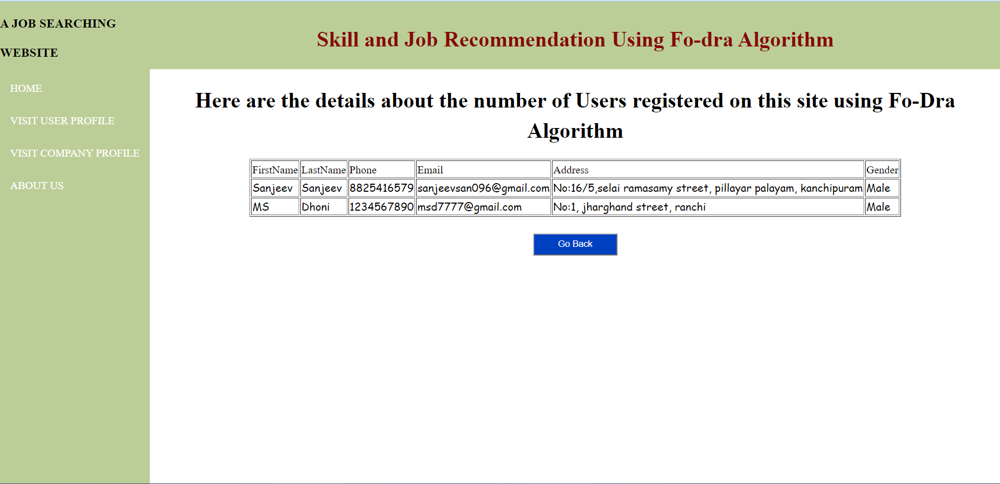 A JOB SEARCHING
WEBSITE
Skill and Job Recommendation Using Fo-dra Algorithm
HOME
VISIT USER PROFILE
VISIT COMPANY PROFILE
ABOUT US
Here are the details about the number of Users registered on this site using Fo-Dra
Algorithm
FirstName LastName Phone Email Address Gender
Sanjeev Sanjeev 8825416579 sanjeevsan096@gmail.com No:16/5,selai ramasamy street, pillayar palayam, kanchipuram Male
MS Dhoni 1234567890 msd7777@gmail.com No:1, jharghand street, ranchi Male
Go Back